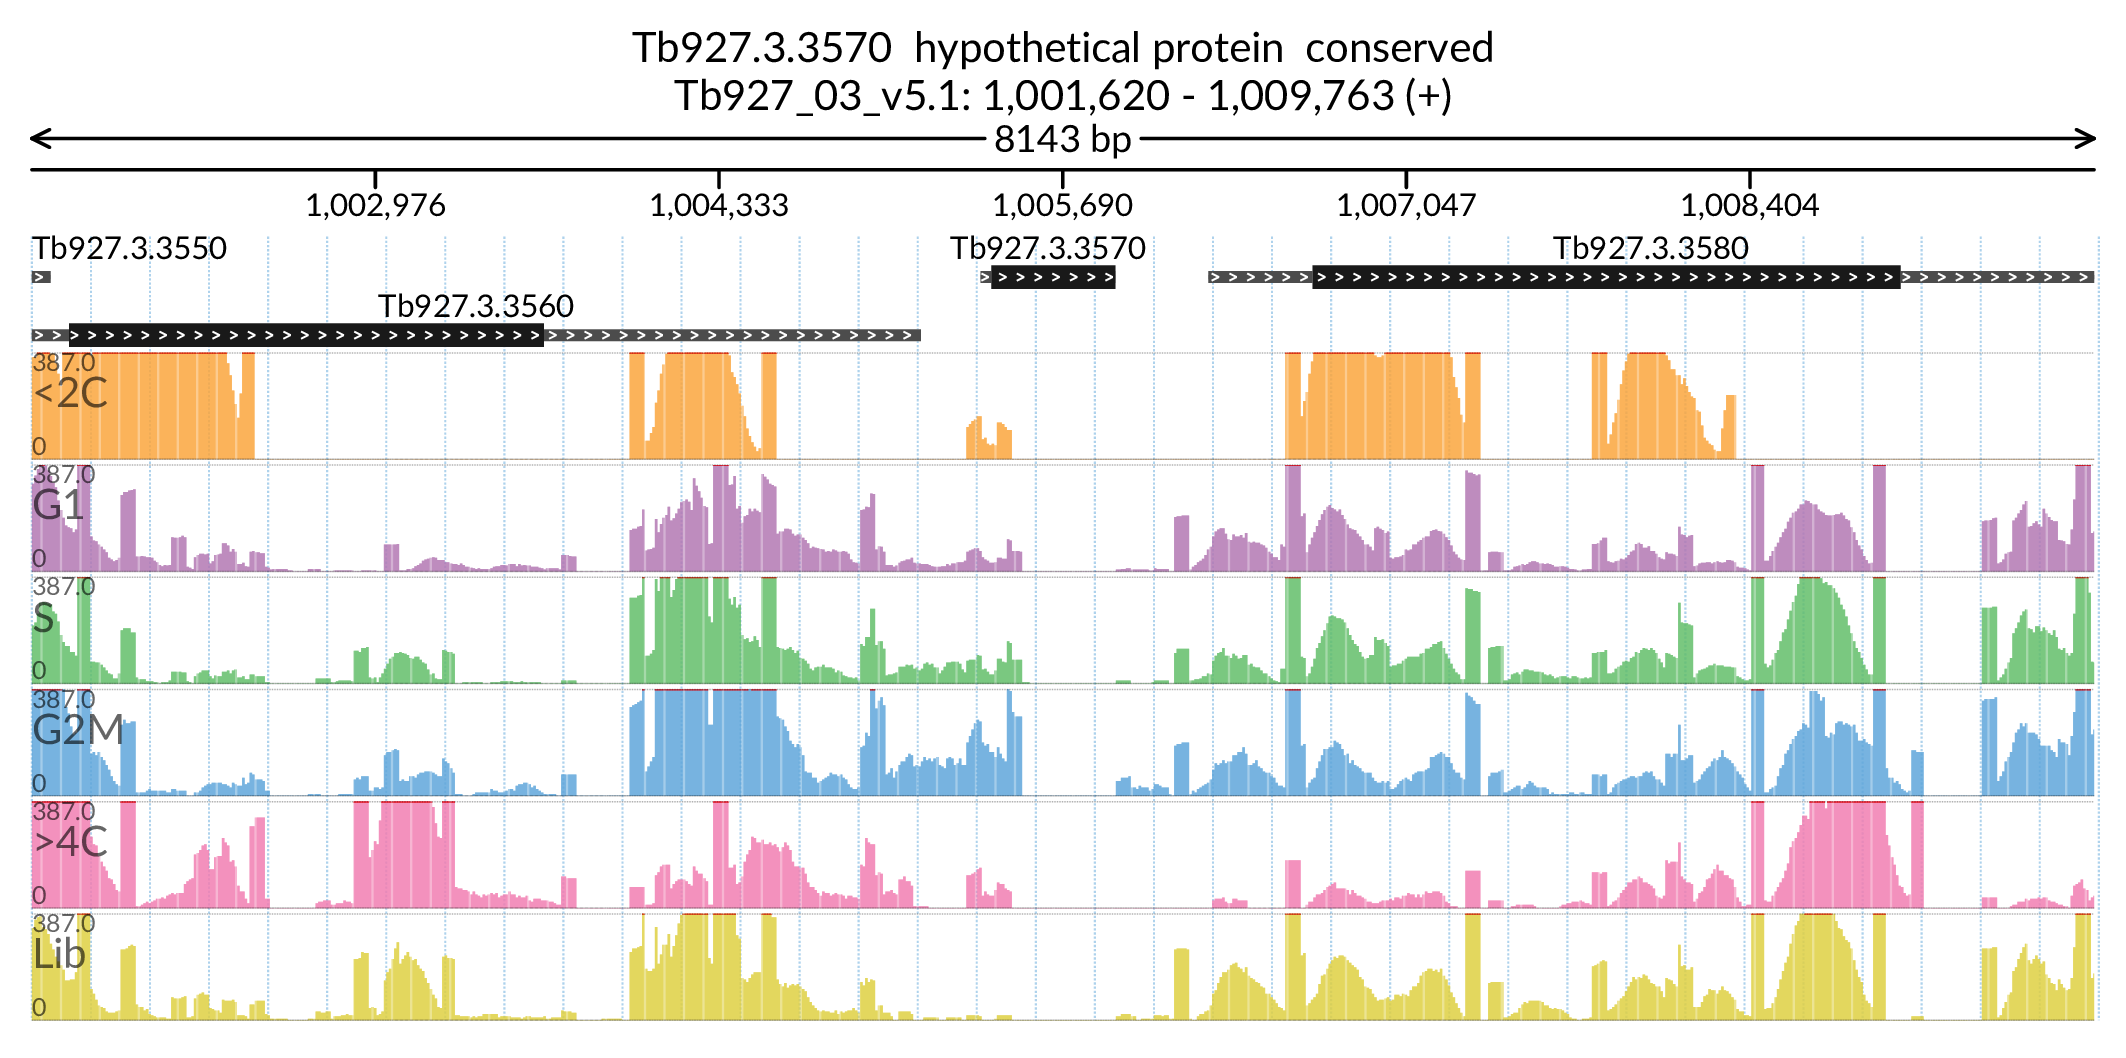 Tb927.3.3570  hypothetical protein  conserved
Tb927_03_v5.1: 1,001,620 - 1,009,763 (+)
8143 bp
1,002,976 1,004,333 1,005,690 1,007,047 1,008,404
Tb927.3.3550 Tb927.3.3570 Tb927.3.3580
Tb927.3.3560
387.0
<2C
0
387.0
G1
0
387.0
S
0
387.0
G2M
0
387.0
>4C
0
387.0
Lib
0